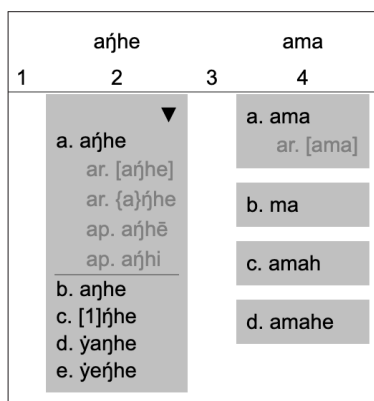 aŋ́he ama
1 2 3 4
▼
a. aŋ́he
ar. [aŋ́he]
ar. {a}ŋ́he
ap. aŋ́hē
ap. aŋ́hi
b. aŋhe
c. [1]ŋ́he
d. ẏaŋhe
e. ẏeŋ́he
a. ama
ar. [ama]
b. ma
c. amah
d. amahe